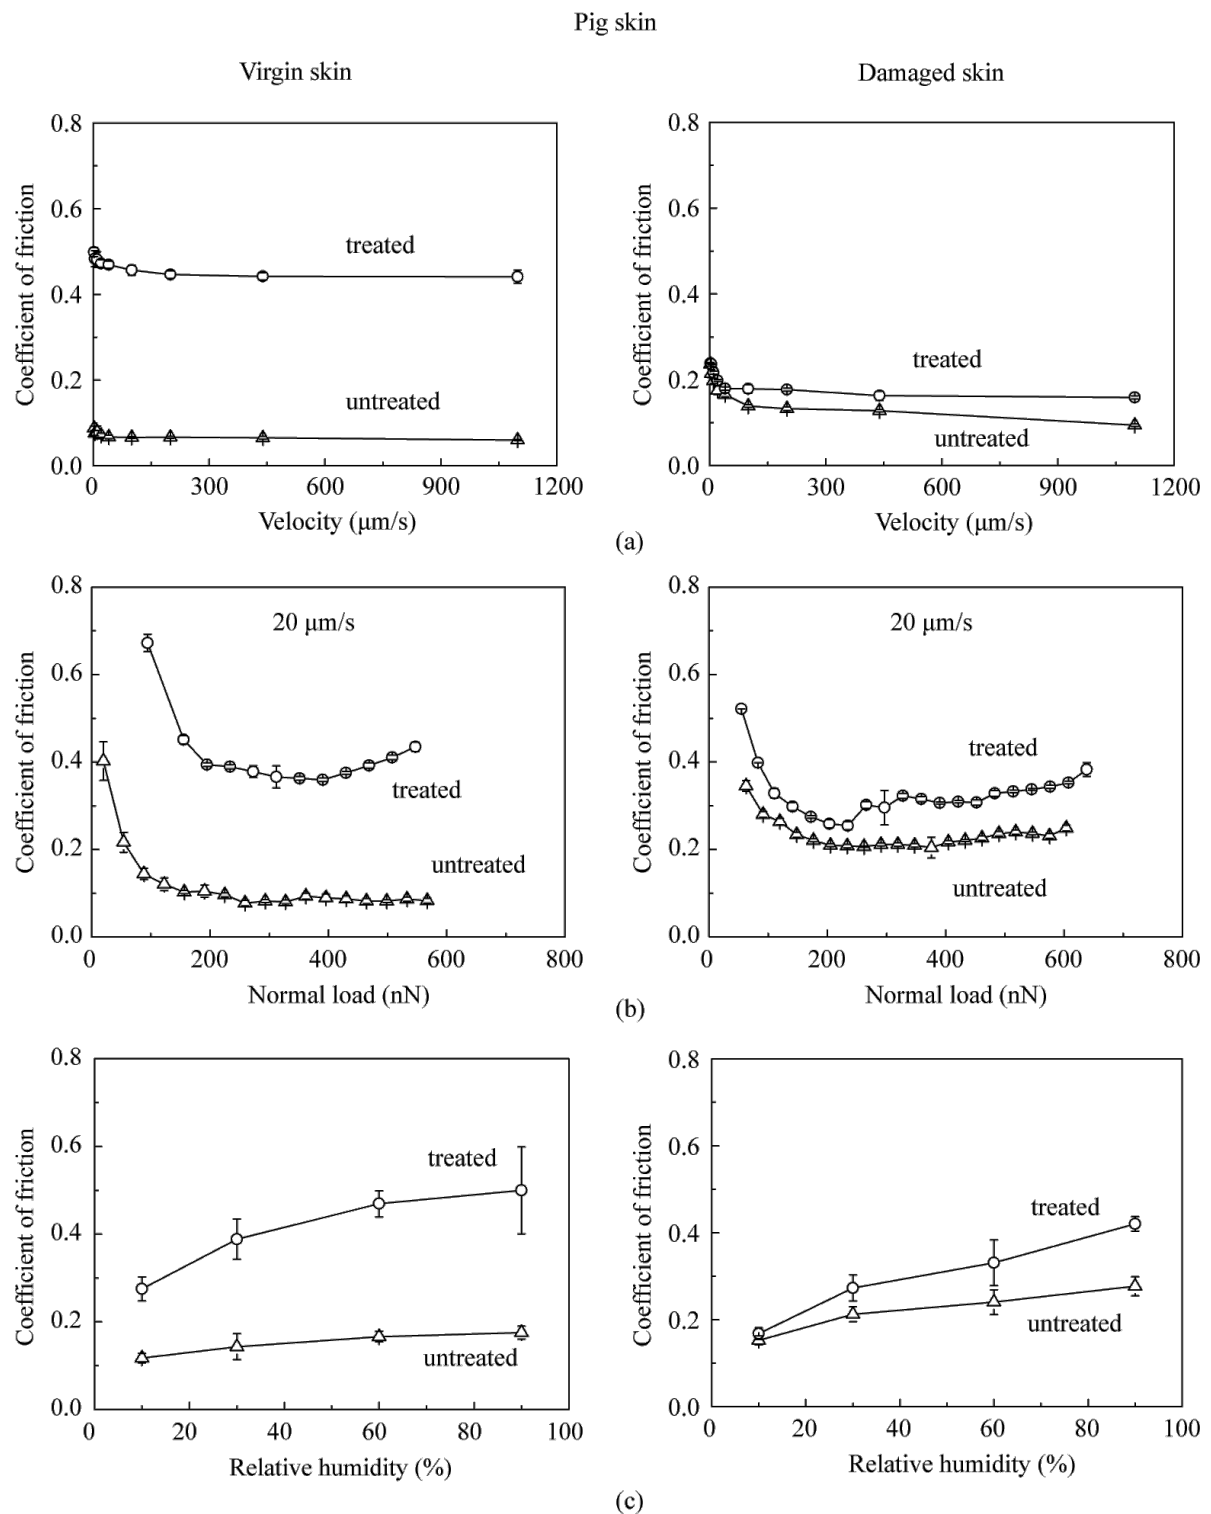 Pig skin
Virgin skin
Damaged skin
0.8
0.6
0.4
0.2
0.0
Coefficient of friction
treated
untreated
0 300 600 900 1200
Velocity (μm/s)
0.8
0.6
0.4
0.2
0.0
Coefficient of friction
treated
untreated
0 300 600 900 1200
Velocity (μm/s)
(a)
0.8
0.6
0.4
0.2
0.0
Coefficient of friction
20 μm/s
treated
untreated
0 200 400 600 800
Normal load (nN)
0.8
0.6
0.4
0.2
0.0
Coefficient of friction
20 μm/s
treated
untreated
0 200 400 600 800
Normal load (nN)
(b)
0.8
0.6
0.4
0.2
0.0
Coefficient of friction
treated
untreated
0 20 40 60 80 100
Relative humidity (%)
0.8
0.6
0.4
0.2
0.0
Coefficient of friction
treated
untreated
0 20 40 60 80 100
Relative humidity (%)
(c)